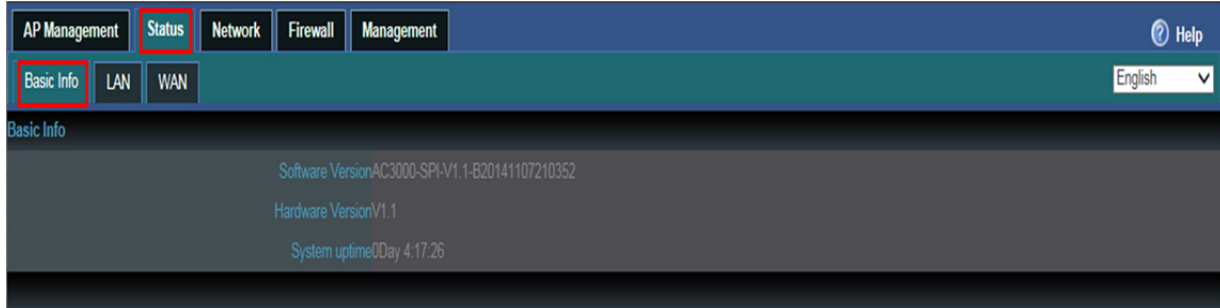 AP Management Status Network Firewall Management Help
Basic Info LAN WAN English
Basic Info
Software Version AC3000-SPI-V1.1-B20141107210352
Hardware Version V1.1
System uptime 0Day 4:17:26